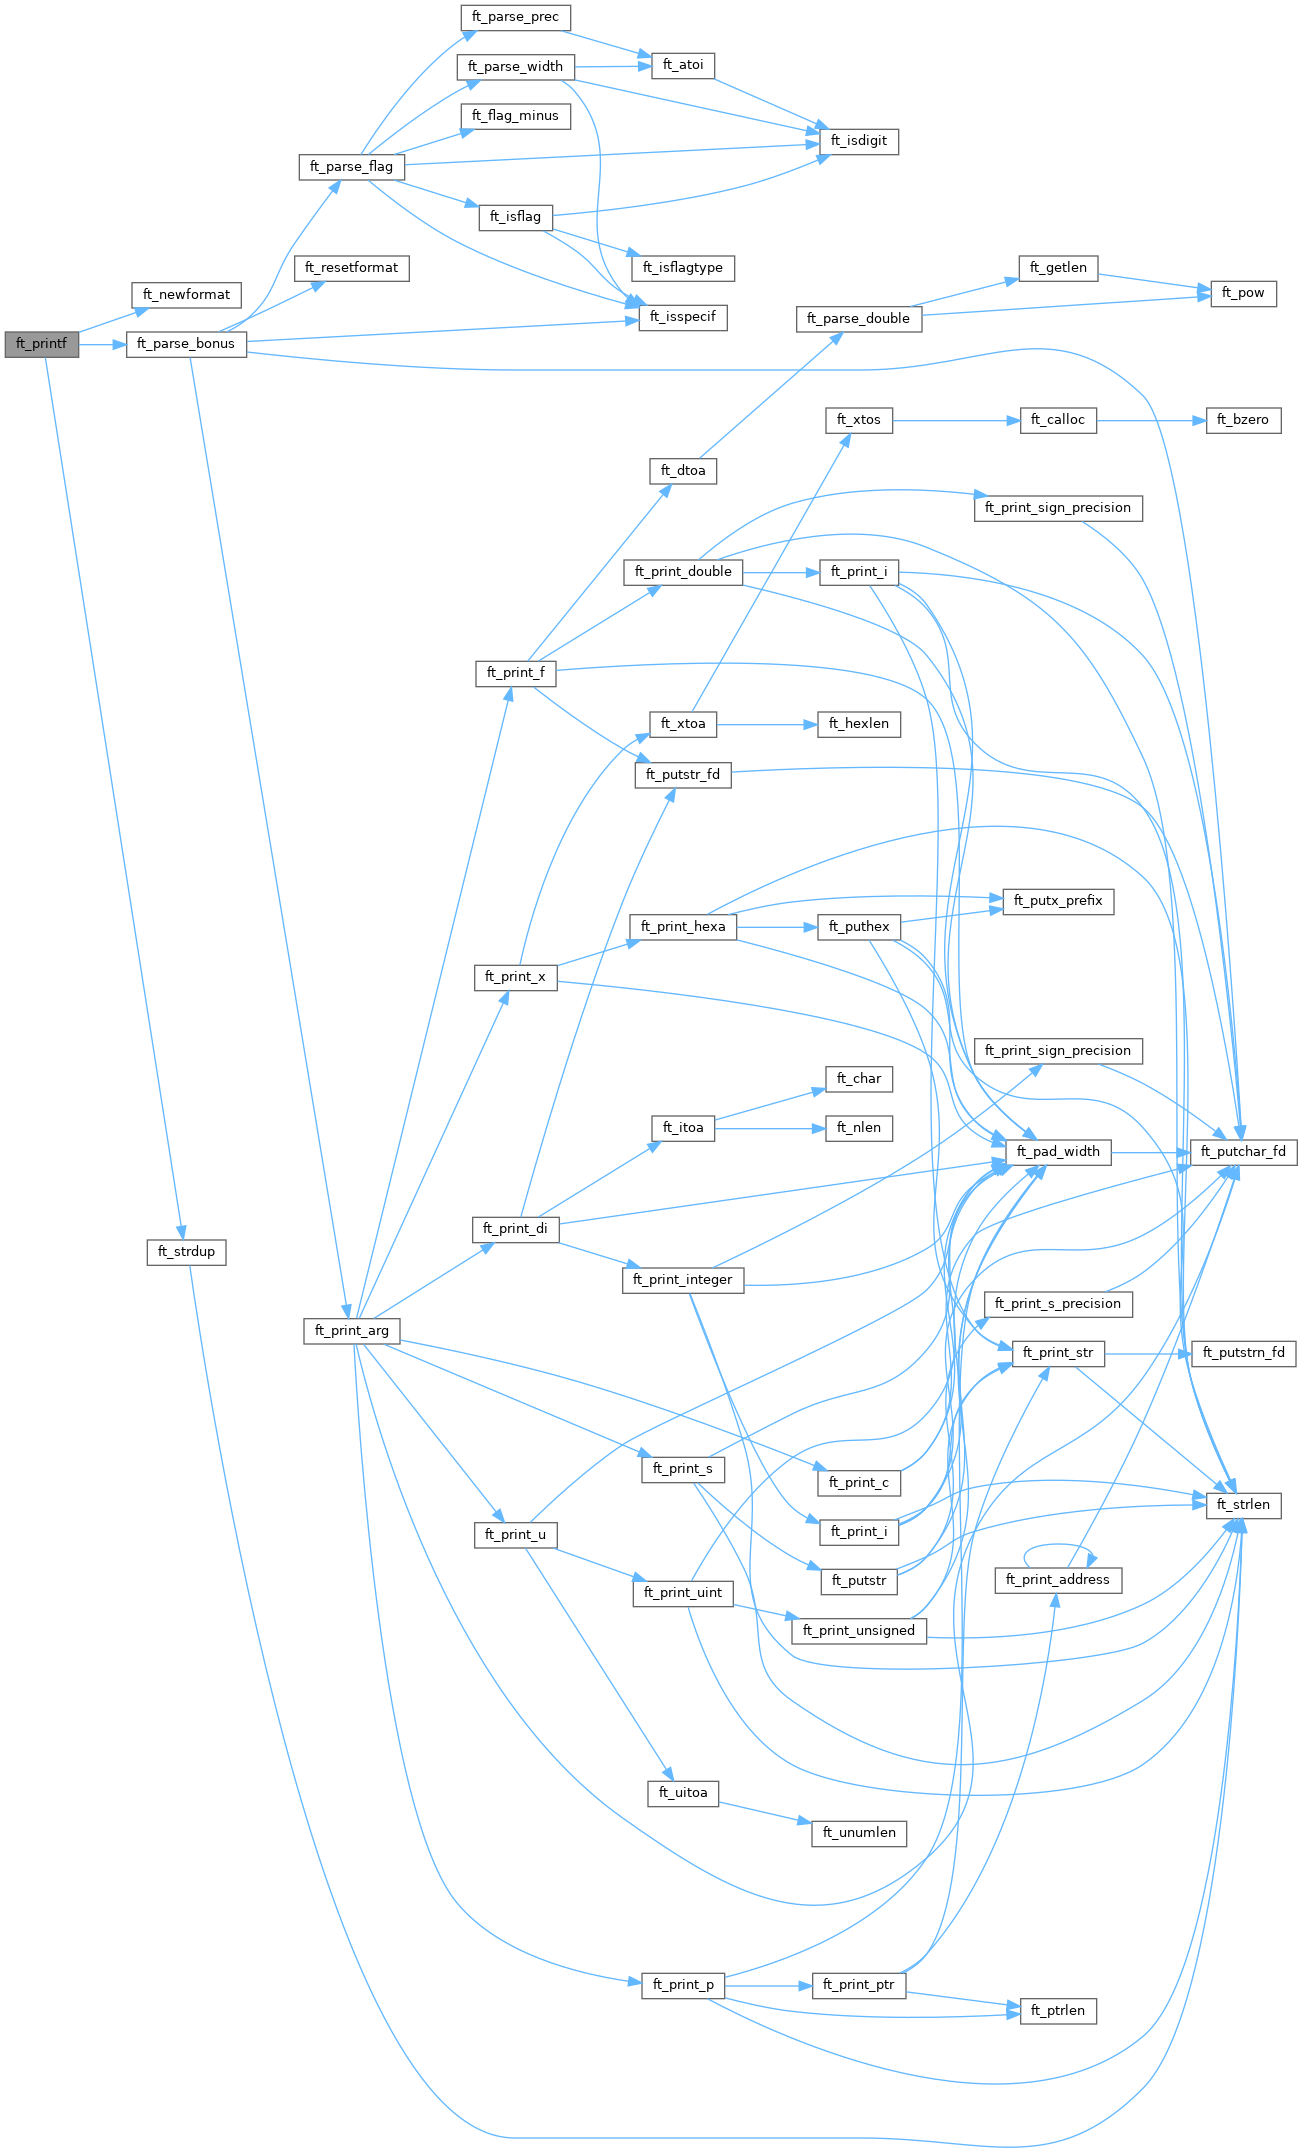 ft_parse_prec
ft_parse_width
ft_atoi
ft_flag_minus
ft_isdigit
ft_parse_flag
ft_isflag
ft_resetformat
ft_isflagtype
ft_getlen
ft_newformat
ft_pow
ft_isspecif
ft_parse_double
ft_printf
ft_parse_bonus
ft_xtos
ft_calloc
ft_bzero
ft_dtoa
ft_print_sign_precision
ft_print_double
ft_print_i
ft_print_f
ft_xtoa
ft_hexlen
ft_putstr_fd
ft_putx_prefix
ft_print_hexa
ft_puthex
ft_print_x
ft_print_sign_precision
ft_char
ft_itoa
ft_nlen
ft_pad_width
ft_putchar_fd
ft_print_di
ft_strdup
ft_print_integer
ft_print_s_precision
ft_print_arg
ft_print_str
ft_putstrn_fd
ft_print_s
ft_print_c
ft_strlen
ft_print_u
ft_print_i
ft_putstr
ft_print_address
ft_print_uint
ft_print_unsigned
ft_uitoa
ft_unumlen
ft_print_p
ft_print_ptr
ft_ptrlen